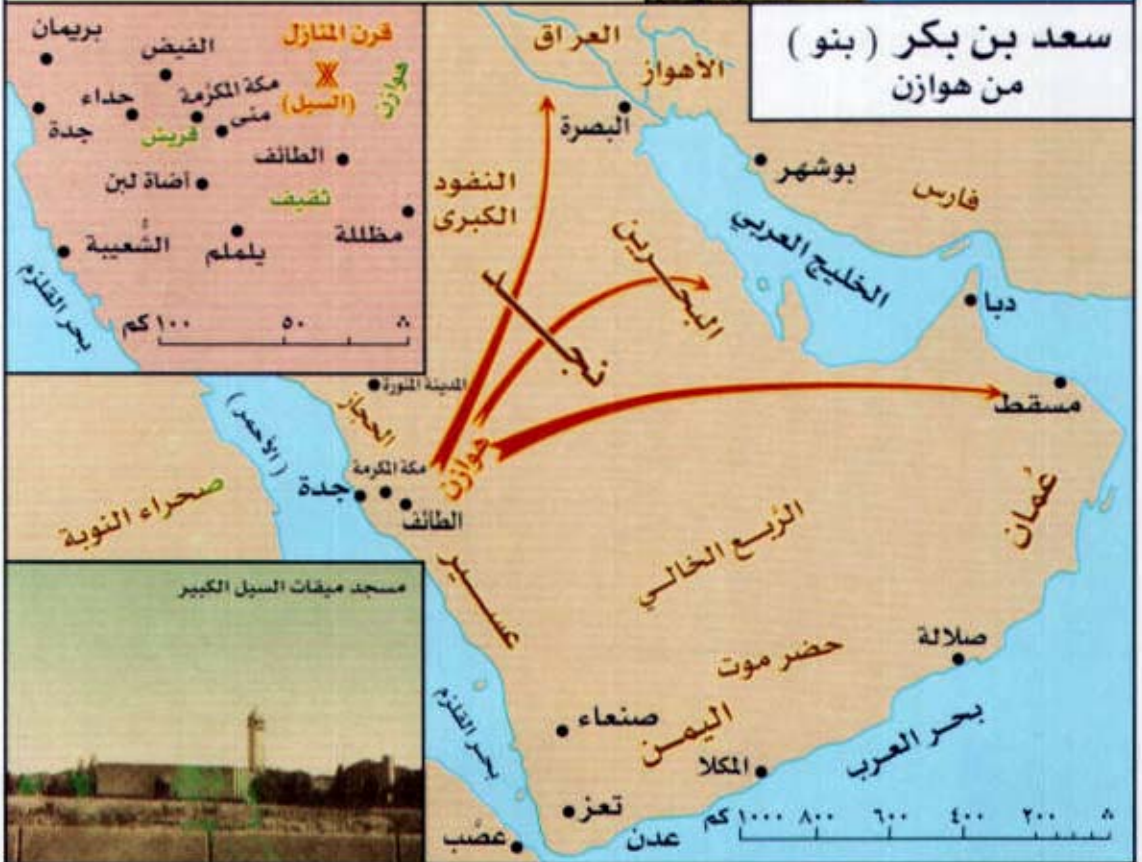 سعد بن بكر ( بنو )
من هوازن
بريمان
الفيض
قرن المنازل
(السيل)
هوازن
جدة
حداء
مكة المكرمة
منى
قريش
الطائف
أضاة لبن
ثقيف
مظللة
الشعيبة
يلملم
بحر القلزم
١٠٠ كم
٥٠
العراق
الأهواز
البصرة
النفود
الكبرى
بوشهر
فارس
الخليج العربي
البحرين
نجد
دبا
مسقط
عُمان
المدينة المنورة
الحجاز
هوازن
مكة المكرمة
جدة
الطائف
(الأحمر)
صحراء النوبة
عسير
الربع الخالي
حضر موت
صلالة
صنعاء
اليمن
المكلا
بحر العرب
بحر القلزم
تعز
عدن
عصب
١٠٠٠ كم
٨٠٠
٦٠٠
٤٠٠
٢٠٠
مسجد ميقات السيل الكبير